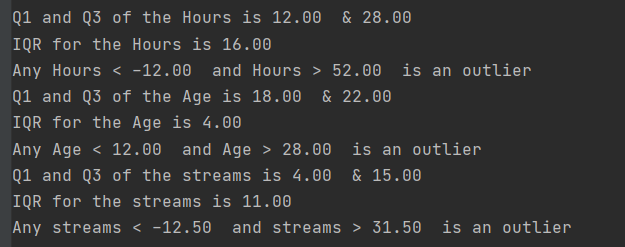 Q1 and Q3 of the Hours is 12.00  & 28.00
IQR for the Hours is 16.00
Any Hours < -12.00  and Hours > 52.00  is an outlier
Q1 and Q3 of the Age is 18.00  & 22.00
IQR for the Age is 4.00
Any Age < 12.00  and Age > 28.00  is an outlier
Q1 and Q3 of the streams is 4.00  & 15.00
IQR for the streams is 11.00
Any streams < -12.50  and streams > 31.50  is an outlier